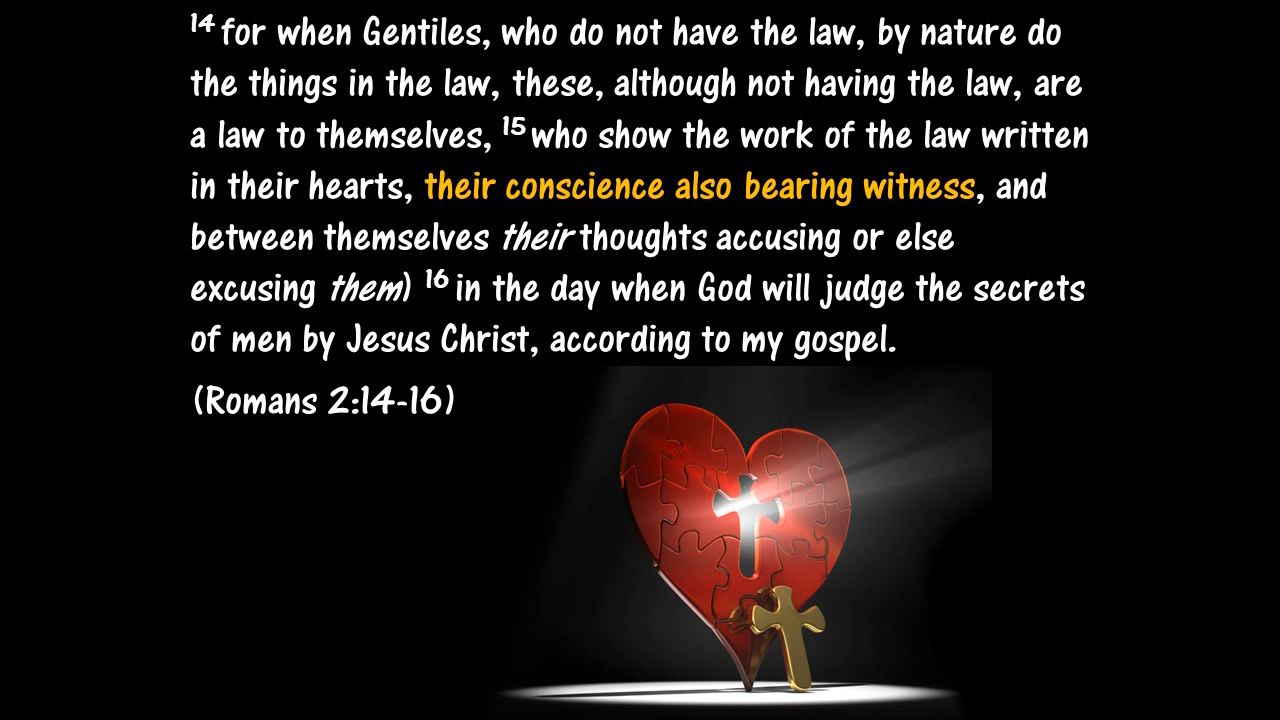 14 for when Gentiles, who do not have the law, by nature do
the things in the law, these, although not having the law, are
a law to themselves, 15 who show the work of the law written
in their hearts, their conscience also bearing witness, and
between themselves their thoughts accusing or else
excusing them) 16 in the day when God will judge the secrets
of men by Jesus Christ, according to my gospel.
(Romans 2:14-16)